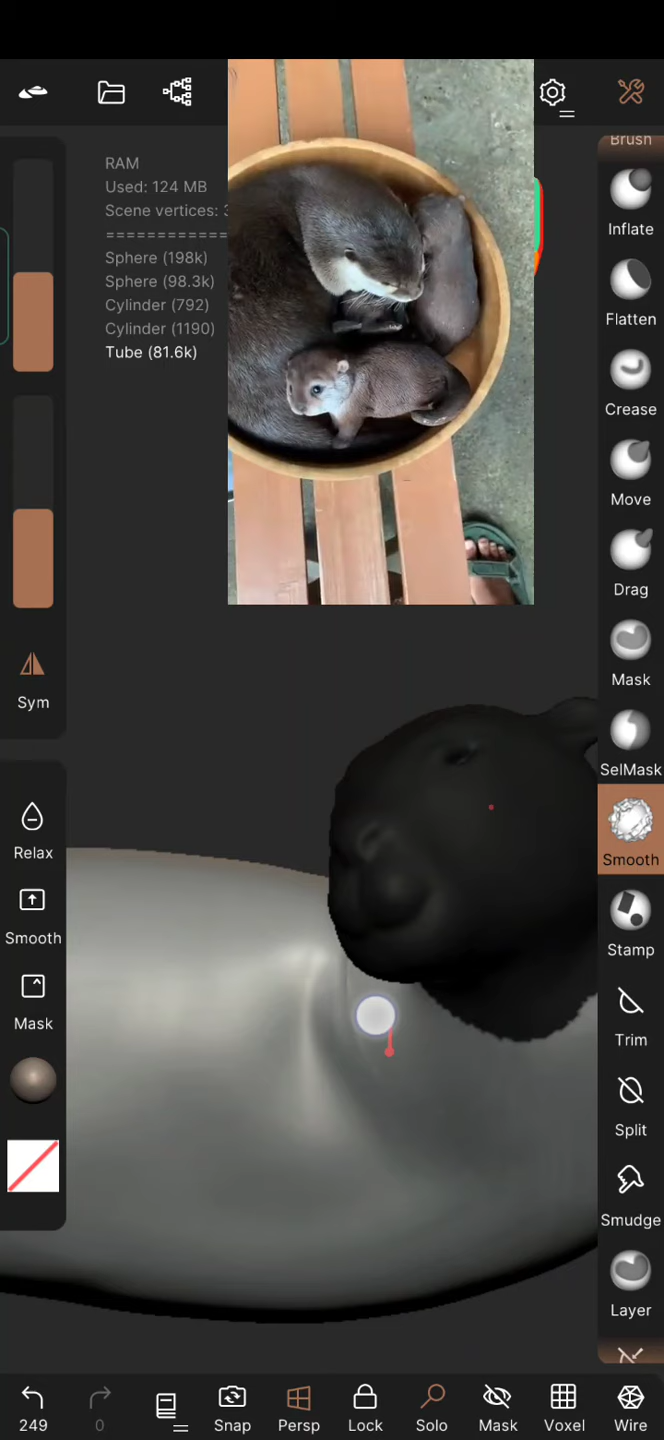 RAM
Used: 124 MB
Scene vertices:
============
Sphere (198k)
Sphere (98.3k)
Cylinder (792)
Cylinder (1190)
Tube (81.6k)
Sym
Relax
Smooth
Mask
Brush
Inflate
Flatten
Crease
Move
Drag
Mask
SelMask
Smooth
Stamp
Trim
Split
Smudge
Layer
249
0
Snap
Persp
Lock
Solo
Mask
Voxel
Wire